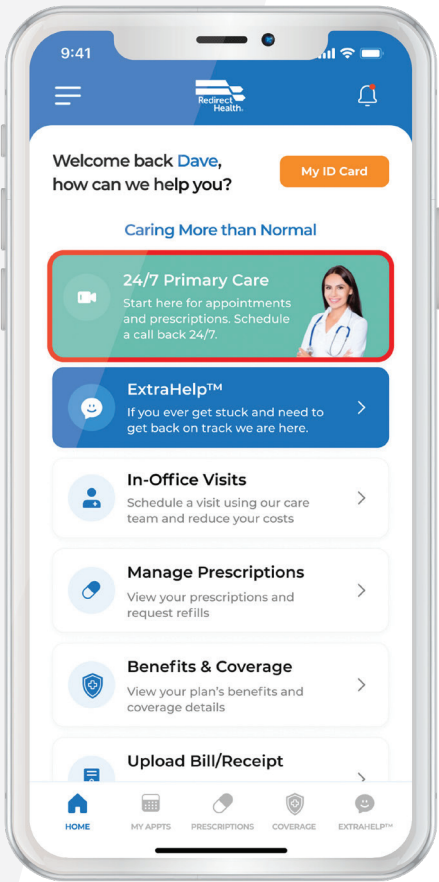 9:41
Redirect
Health.
Welcome back Dave,
how can we help you?
My ID Card
Caring More than Normal
24/7 Primary Care
Start here for appointments
and prescriptions. Schedule
a call back 24/7.
ExtraHelp™
If you ever get stuck and need to
get back on track we are here.
In-Office Visits
Schedule a visit using our care
team and reduce your costs
Manage Prescriptions
View your prescriptions and
request refills
Benefits & Coverage
View your plan's benefits and
coverage details
Upload Bill/Receipt
HOME
MY APPTS
PRESCRIPTIONS
COVERAGE
EXTRAHELP™